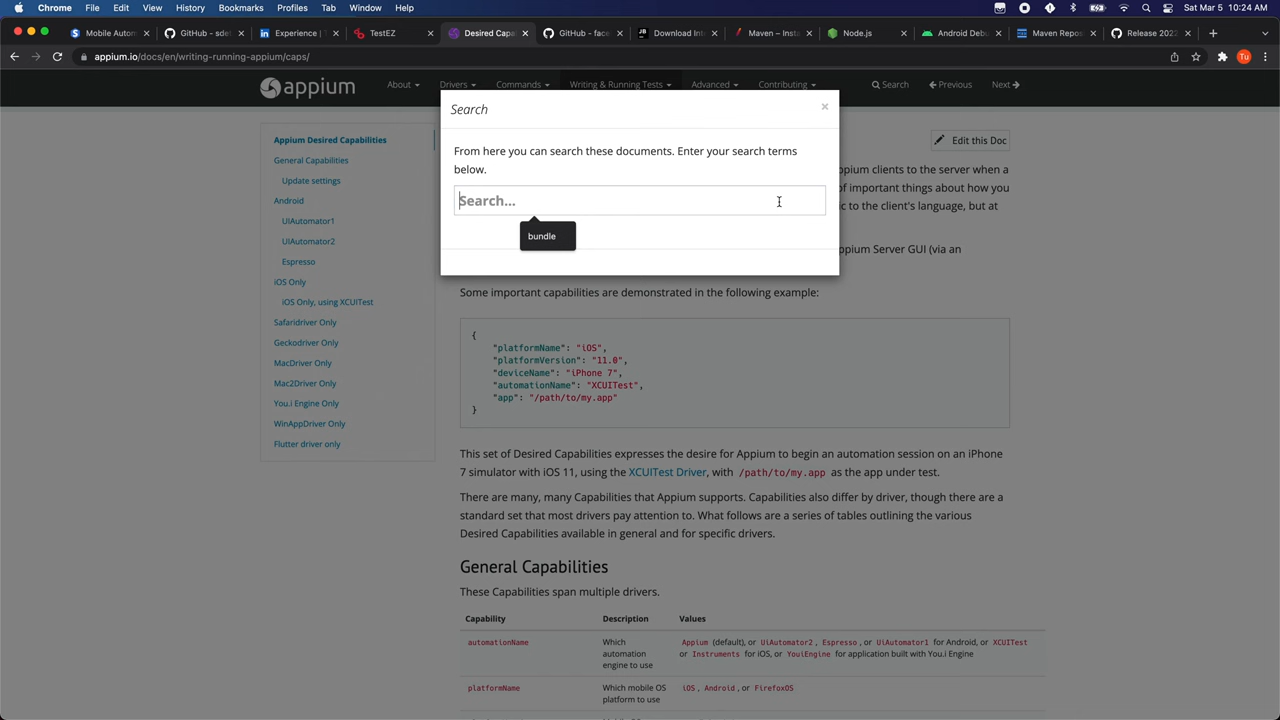 Chrome File Edit View History Bookmarks Profiles Tab Window Help
Sat Mar 5 10:24 AM
Mobile Autom
GitHub – sdet
Experience | T
TestEZ
Desired Cap
GitHub – face
Download Inte
Maven – Insta
Node.js
Android Debu
Maven Reposi
Release 2022
appium.io/docs/en/writing-running-appium/caps/
Tu
appium
About Drivers Commands Writing & Running Tests Advanced Contributing Search Previous Next
Search
×
From here you can search these documents. Enter your search terms
below.
Search...
bundle
Appium Desired Capabilities
General Capabilities
Update settings
Android
UIAutomator1
UIAutomator2
Espresso
iOS Only
iOS Only, using XCUITest
Safaridriver Only
Geckodriver Only
MacDriver Only
Mac2Driver Only
You.i Engine Only
WinAppDriver Only
Flutter driver only
Edit this Doc
ppium clients to the server when a
of important things about how you
ic to the client's language, but at
ppium Server GUI (via an
Some important capabilities are demonstrated in the following example:
{
"platformName": "iOS",
"platformVersion": "11.0",
"deviceName": "iPhone 7",
"automationName": "XCUITest",
"app": "/path/to/my.app"
}
This set of Desired Capabilities expresses the desire for Appium to begin an automation session on an iPhone
7 simulator with iOS 11, using the XCUITest Driver, with /path/to/my.app as the app under test.
There are many, many Capabilities that Appium supports. Capabilities also differ by driver, though there are a
standard set that most drivers pay attention to. What follows are a series of tables outlining the various
Desired Capabilities available in general and for specific drivers.
General Capabilities
These Capabilities span multiple drivers.
Capability Description Values
automationName
Which
automation
engine to use
Appium (default), or UiAutomator2, Espresso, or UiAutomator1 for Android, or XCUITest
or Instruments for iOS, or YouiEngine for application built with You.i Engine
platformName
Which mobile OS
platform to use
iOS, Android, or FirefoxOS